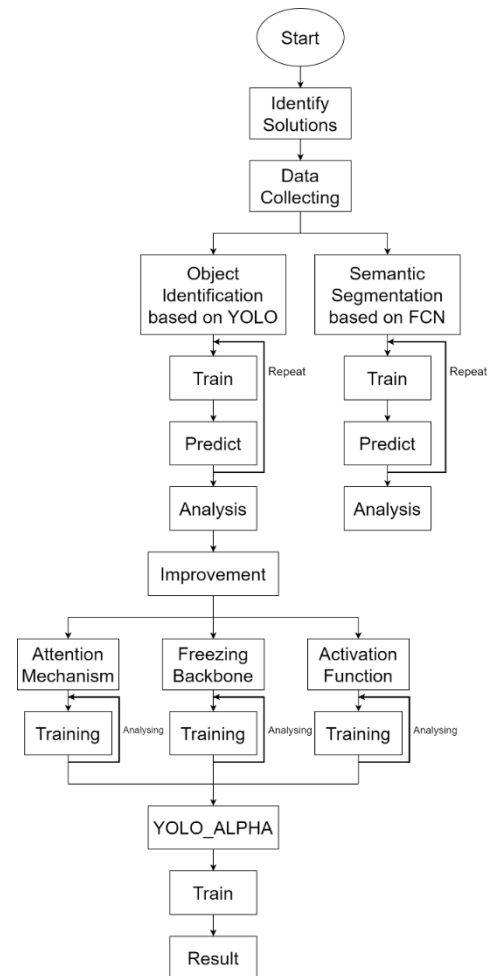 Start
Identify
Solutions
Data
Collecting
Object
Identification
based on YOLO
Semantic
Segmentation
based on FCN
Train
Repeat
Train
Repeat
Predict
Predict
Analysis
Analysis
Improvement
Attention
Mechanism
Freezing
Backbone
Activation
Function
Training
Analysing
Training
Analysing
Training
Analysing
YOLO_ALPHA
Train
Result